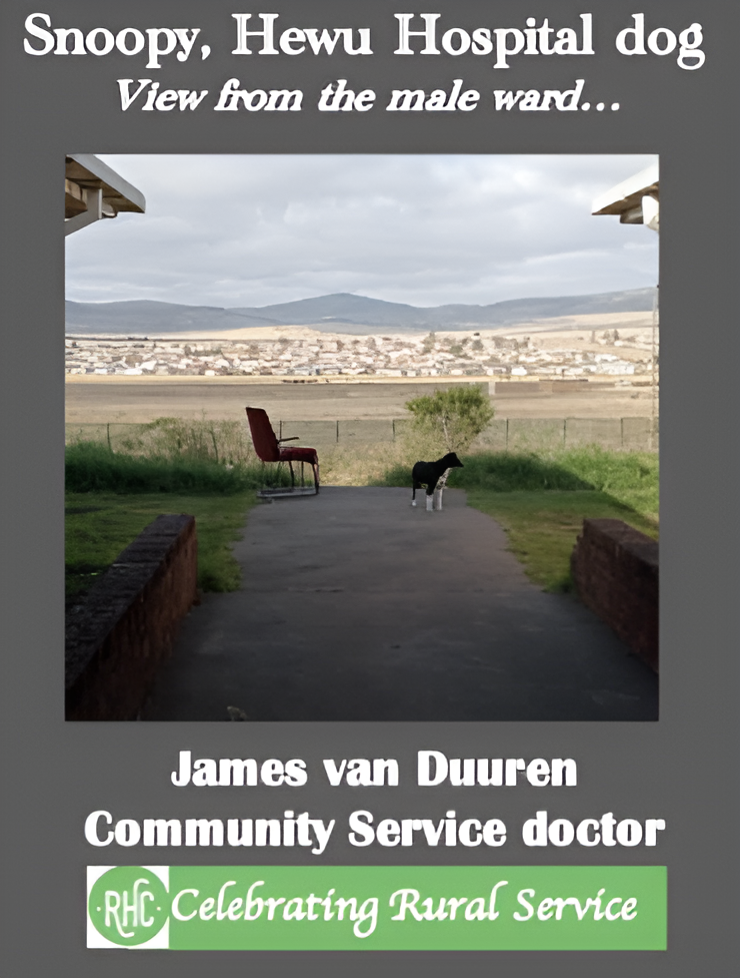 Snoopy, Hewu Hospital dog
View from the male ward...
James van Duuren
Community Service doctor
·RHC· Celebrating Rural Service